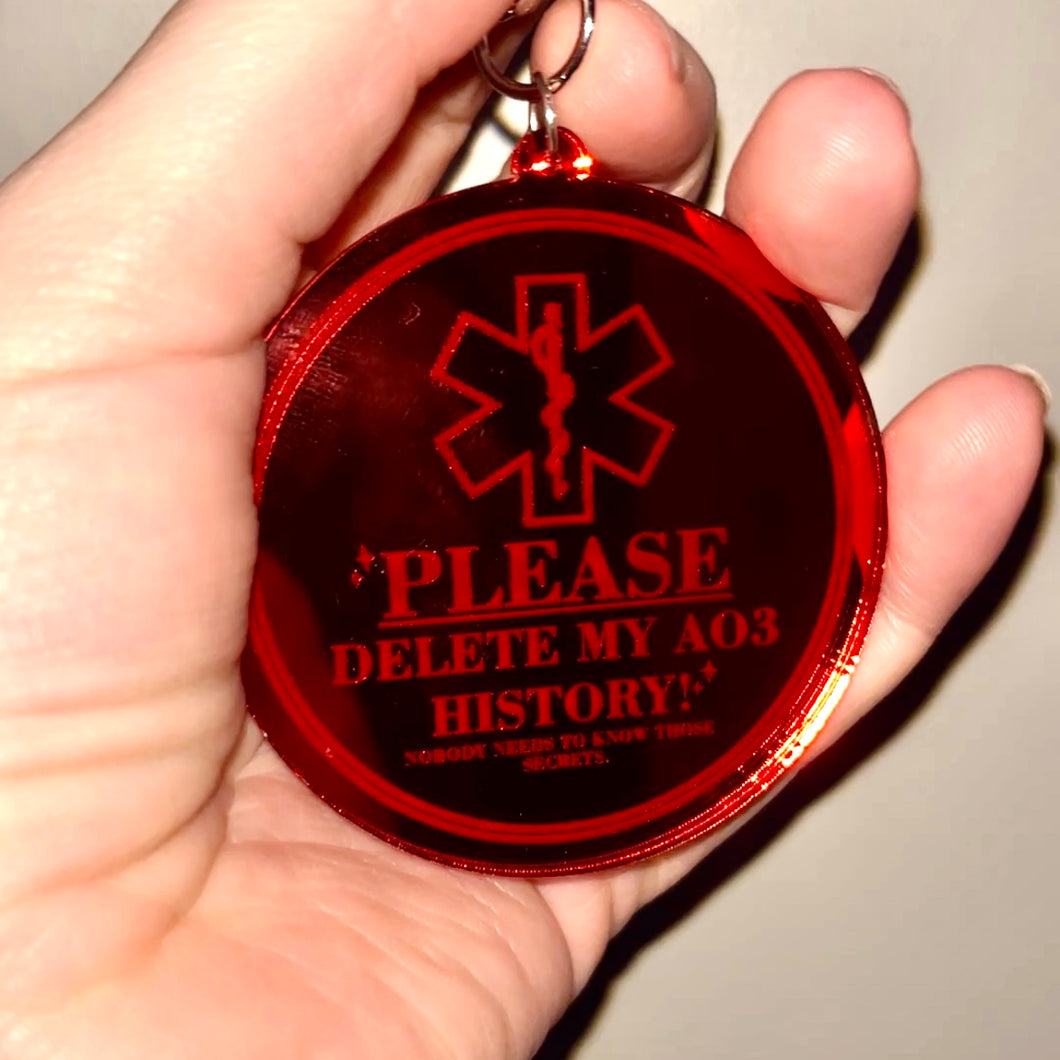 PLEASE
DELETE MY AO3
HISTORY!
NOBODY NEEDS TO KNOW THOSE
SECRETS.